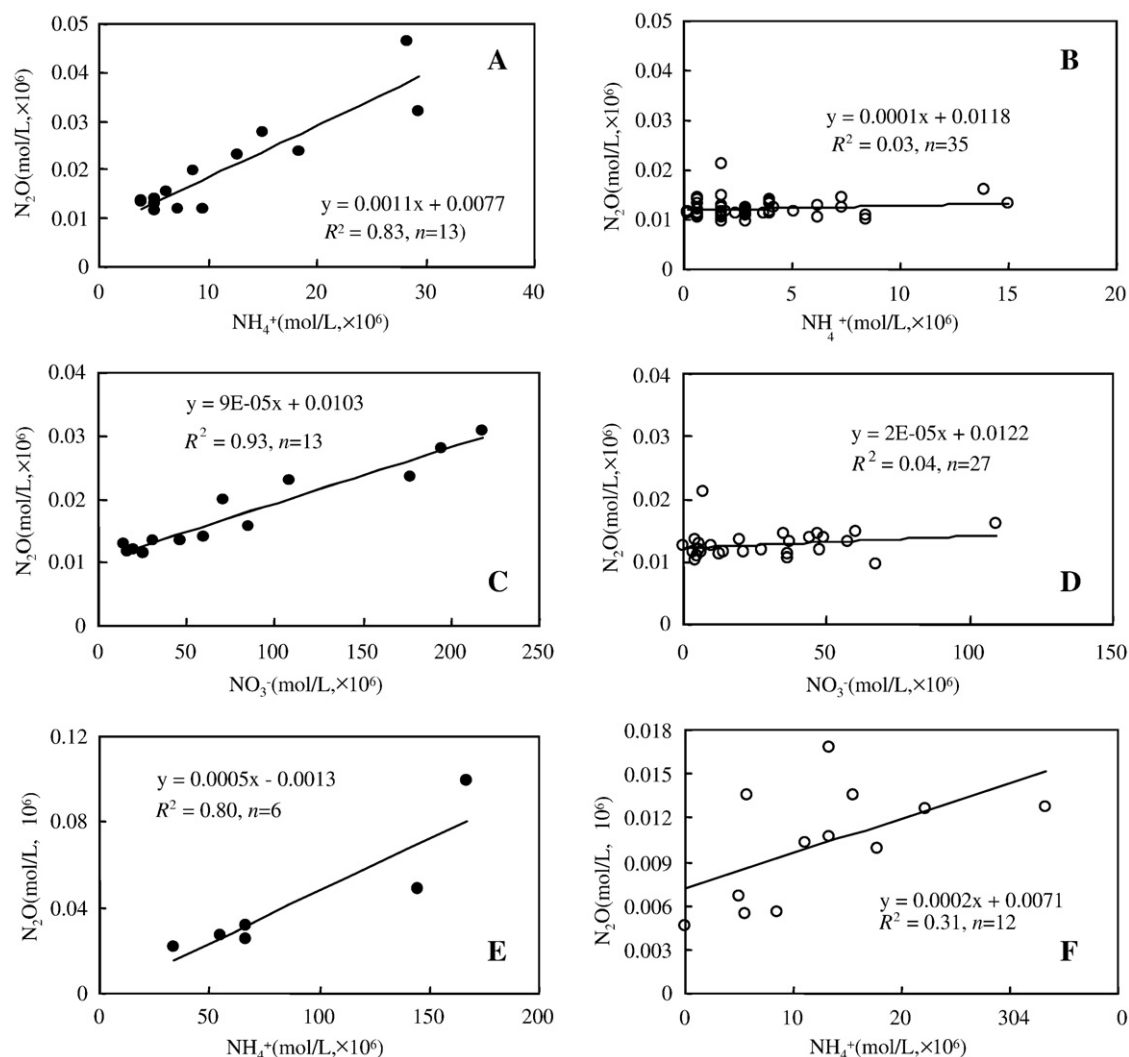 0.05
0.04
0.03
0.02
0.01
0
N₂O(mol/L,×10⁶)
A
y = 0.0011x + 0.0077
R² = 0.83, n=13)
0 10 20 30 40
NH₄⁺(mol/L,×10⁶)
0.05
0.04
0.03
0.02
0.01
0
N₂O(mol/L,×10⁶)
B
y = 0.0001x + 0.0118
R² = 0.03, n=35
0 5 10 15 20
NH₄⁺(mol/L,×10⁶)
0.04
0.03
0.02
0.01
0
N₂O(mol/L,×10⁶)
y = 9E-05x + 0.0103
R² = 0.93, n=13
C
0 50 100 150 200 250
NO₃⁻(mol/L,×10⁶)
0.04
0.03
0.02
0.01
0
N₂O(mol/L,×10⁶)
y = 2E-05x + 0.0122
R² = 0.04, n=27
D
0 50 100 150
NO₃⁻(mol/L,×10⁶)
0.12
0.08
0.04
0
N₂O(mol/L, 10⁶)
y = 0.0005x - 0.0013
R² = 0.80, n=6
E
0 50 100 150 200
NH₄⁺(mol/L,×10⁶)
0.018
0.015
0.012
0.009
0.006
0.003
0
N₂O(mol/L, 10⁶)
y = 0.0002x + 0.0071
R² = 0.31, n=12
F
0 10 20 304 0
NH₄⁺(mol/L,×10⁶)